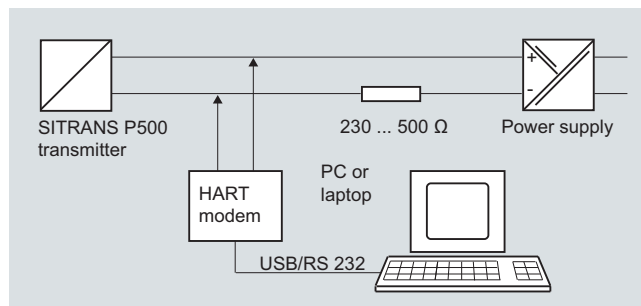 +
-
SITRANS P500
transmitter
230 ... 500 Ω
Power supply
PC or
laptop
HART
modem
USB/RS 232